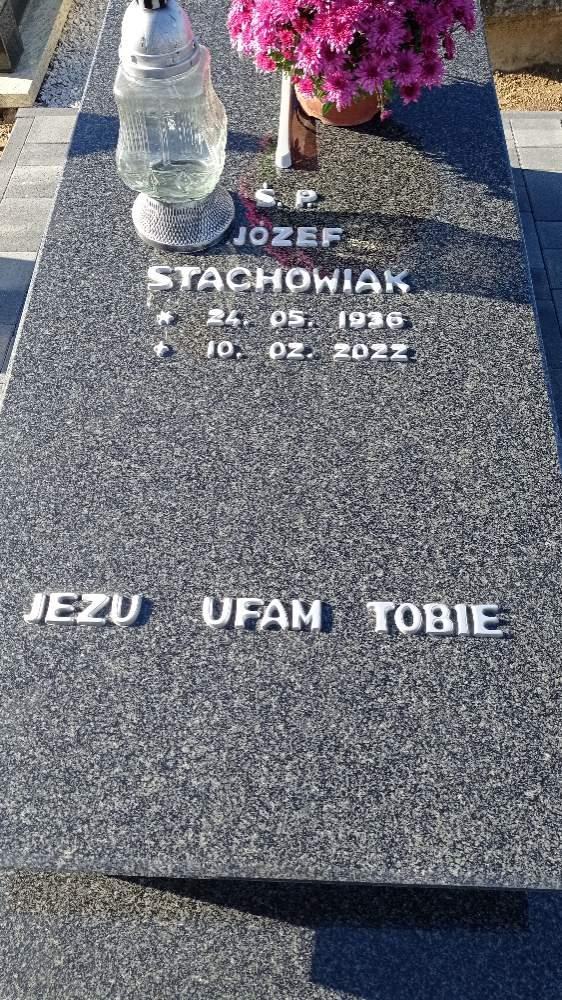 Ś. P.
JÓZEF
STACHOWIAK
* 24. 05. 1936
+ 10. 02. 2022
JEZU UFAM TOBIE